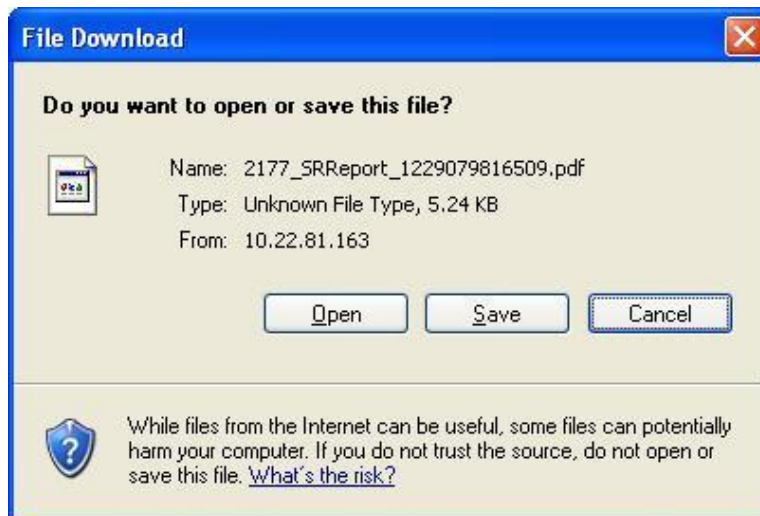 File Download
Do you want to open or save this file?
Name: 2177_SRReport_1229079816509.pdf
Type: Unknown File Type, 5.24 KB
From: 10.22.81.163
Open Save Cancel
While files from the Internet can be useful, some files can potentially
harm your computer. If you do not trust the source, do not open or
save this file. What's the risk?